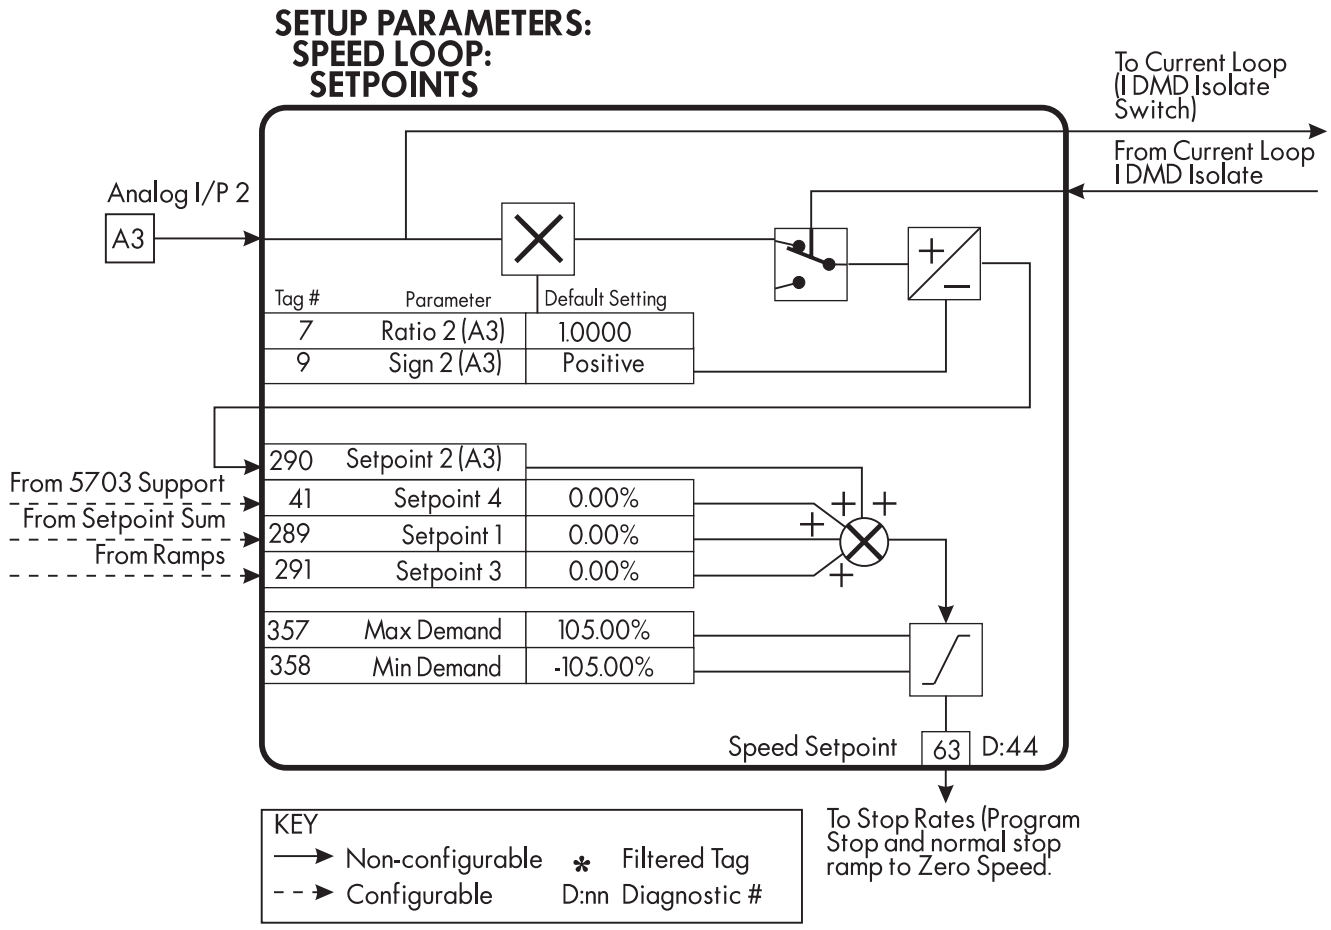 SETUP PARAMETERS:
SPEED LOOP:
SETPOINTS
To Current Loop
(I DMD Isolate
Switch)
From Current Loop
I DMD Isolate
Analog I/P 2
A3
+
−
Tag # Parameter Default Setting
7 Ratio 2 (A3) 1.0000
9 Sign 2 (A3) Positive
290 Setpoint 2 (A3)
From 5703 Support
41 Setpoint 4 0.00%
From Setpoint Sum
289 Setpoint 1 0.00%
From Ramps
291 Setpoint 3 0.00%
+ +
+
+
357 Max Demand 105.00%
358 Min Demand -105.00%
Speed Setpoint 63 D:44
To Stop Rates (Program
Stop and normal stop
ramp to Zero Speed.
KEY
Non-configurable * Filtered Tag
Configurable D:nn Diagnostic #